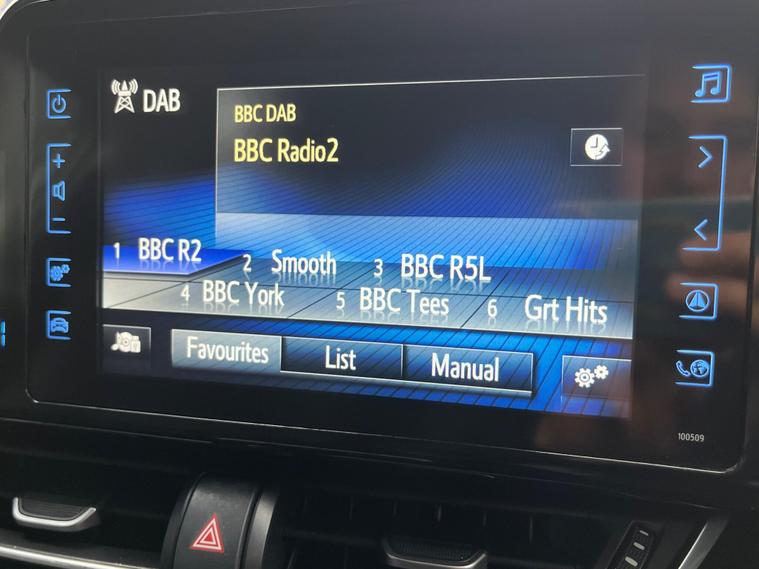 DAB
BBC DAB
BBC Radio2
1 BBC R2
2 Smooth
3 BBC R5L
4 BBC York
5 BBC Tees
6 Grt Hits
Favourites
List
Manual
100509